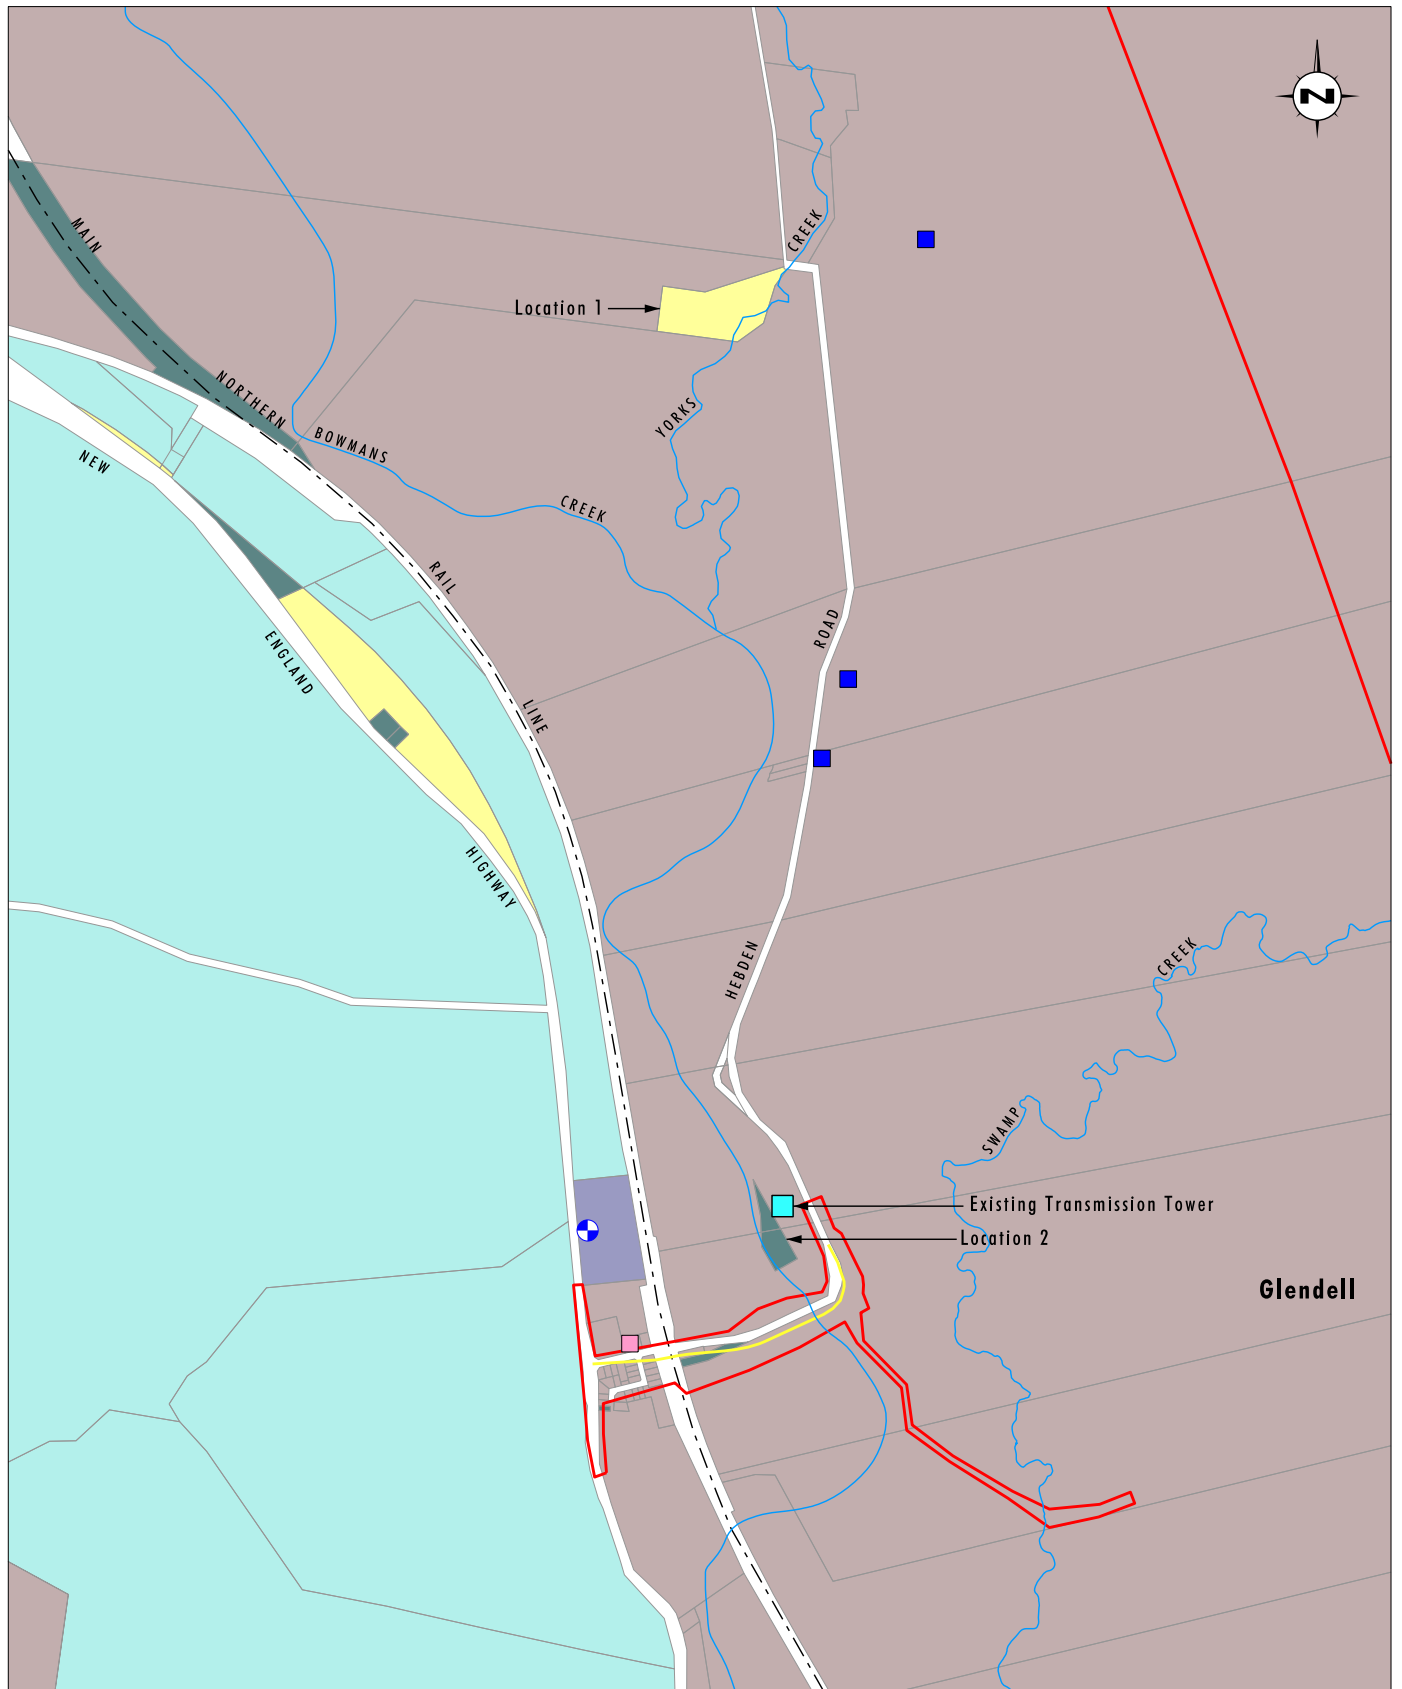 N
MAIN
CREEK
Location 1
NORTHERN
YORKS
BOWMANS
NEW
CREEK
RAIL
ROAD
ENGLAND
LINE
HIGHWAY
HEBDEN
CREEK
SWAMP
Existing Transmission Tower
Location 2
Glendell